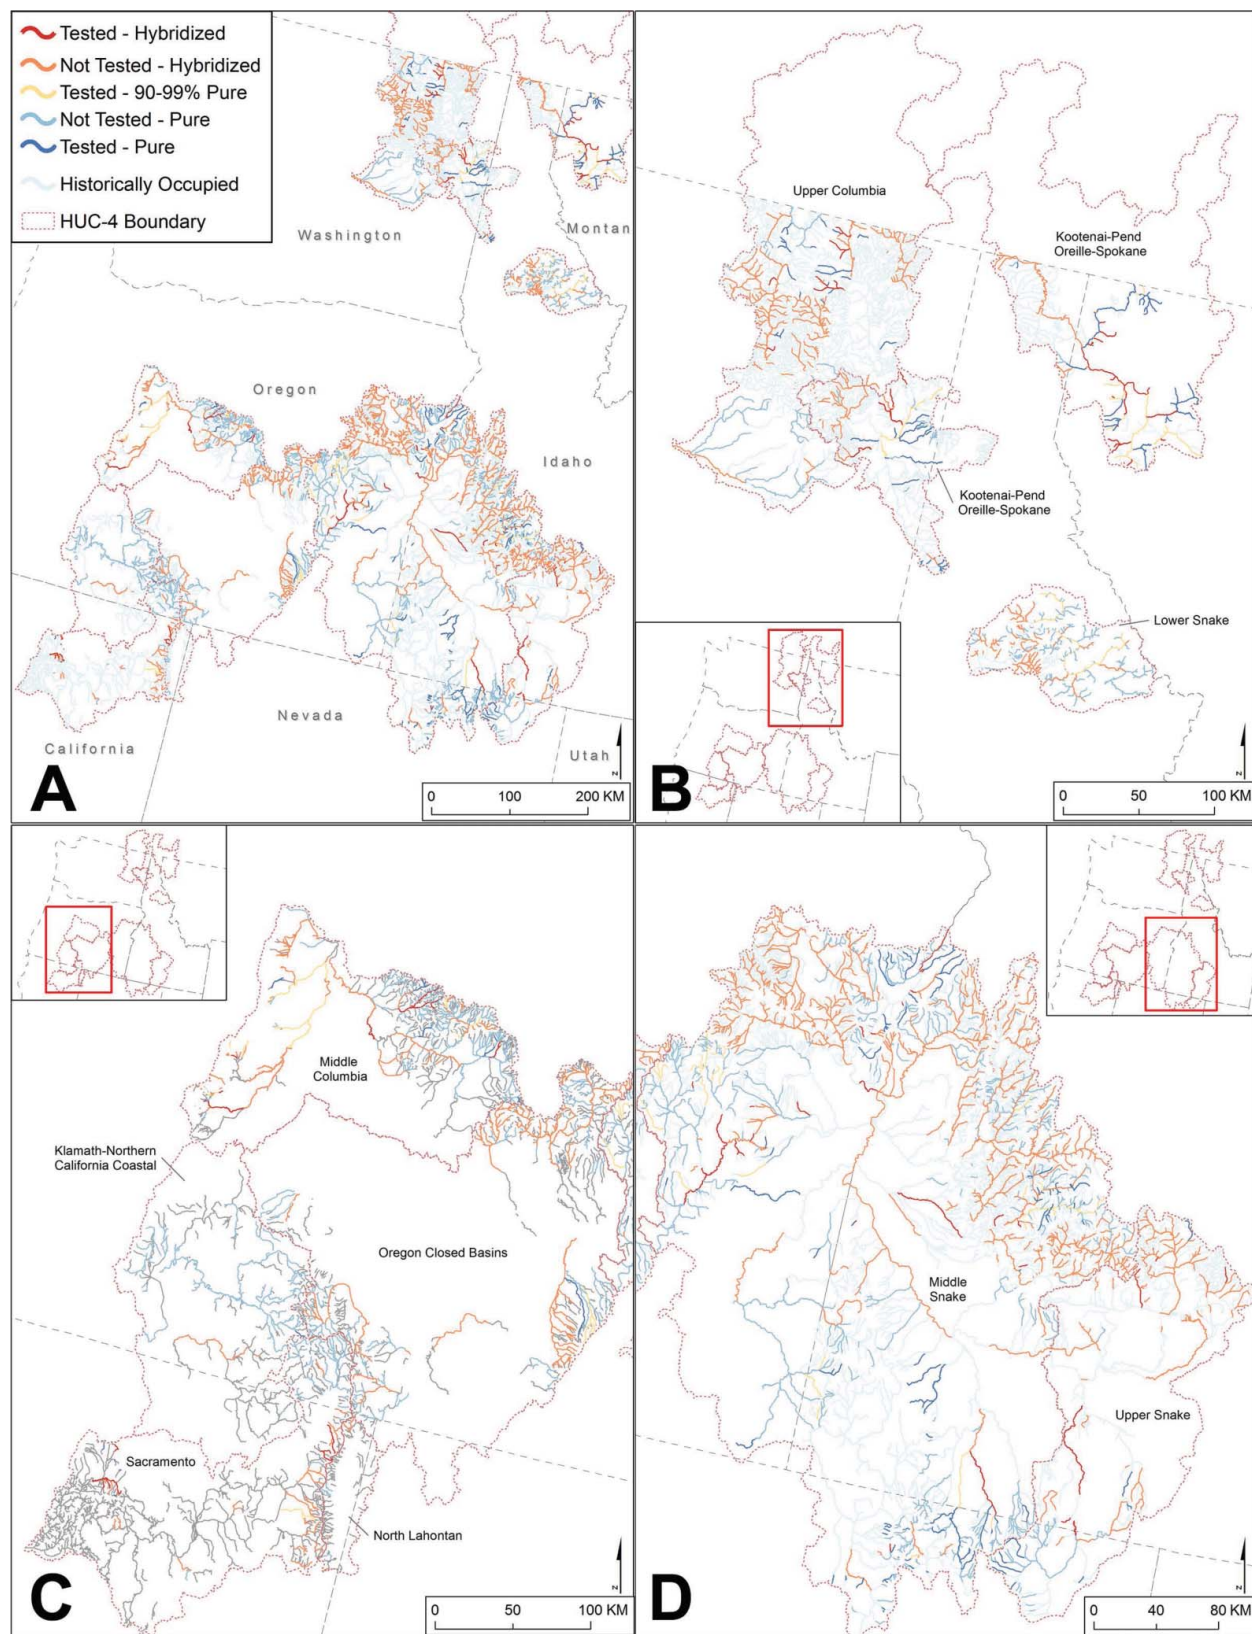 Tested - Hybridized
Not Tested - Hybridized
Tested - 90-99% Pure
Not Tested - Pure
Tested - Pure
Historically Occupied
HUC-4 Boundary
Washington
Montan
Oregon
Idaho
Nevada
California
Utah
A
N
0 100 200 KM
Upper Columbia
Kootenai-Pend
Oreille-Spokane
Kootenai-Pend
Oreille-Spokane
Lower Snake
B
N
0 50 100 KM
Middle
Columbia
Klamath-Northern
California Coastal
Oregon Closed Basins
Sacramento
North Lahontan
C
N
0 50 100 KM
Middle
Snake
Upper Snake
D
N
0 40 80 KM